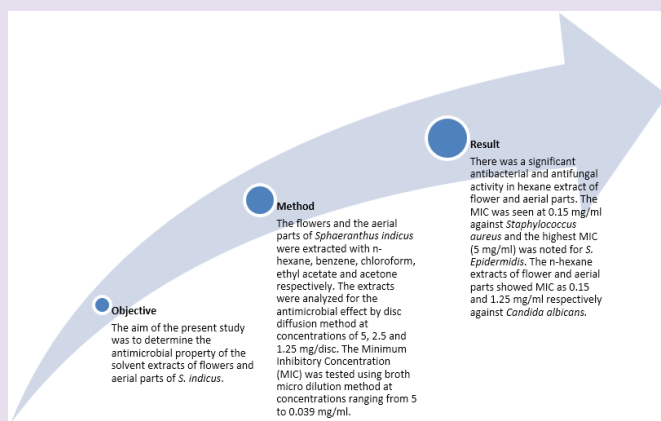 Objective
The aim of the present study
was to determine the
antimicrobial property of the
solvent extracts of flowers and
aerial parts of S. indicus.
Method
The flowers and the aerial
parts of Sphaeranthus indicus
were extracted with n-
hexane, benzene, chloroform,
ethyl acetate and acetone
respectively. The extracts
were analyzed for the
antimicrobial effect by disc
diffusion method at
concentrations of 5, 2.5 and
1.25 mg/disc. The Minimum
Inhibitory Concentration
(MIC) was tested using broth
micro dilution method at
concentrations ranging from 5
to 0.039 mg/ml.
Result
There was a significant
antibacterial and antifungal
activity in hexane extract of
flower and aerial parts. The
MIC was seen at 0.15 mg/ml
against Staphylococcus
aureus and the highest MIC
(5 mg/ml) was noted for S.
Epidermidis. The n-hexane
extracts of flower and aerial
parts showed MIC as 0.15
and 1.25 mg/ml respectively
against Candida albicans.